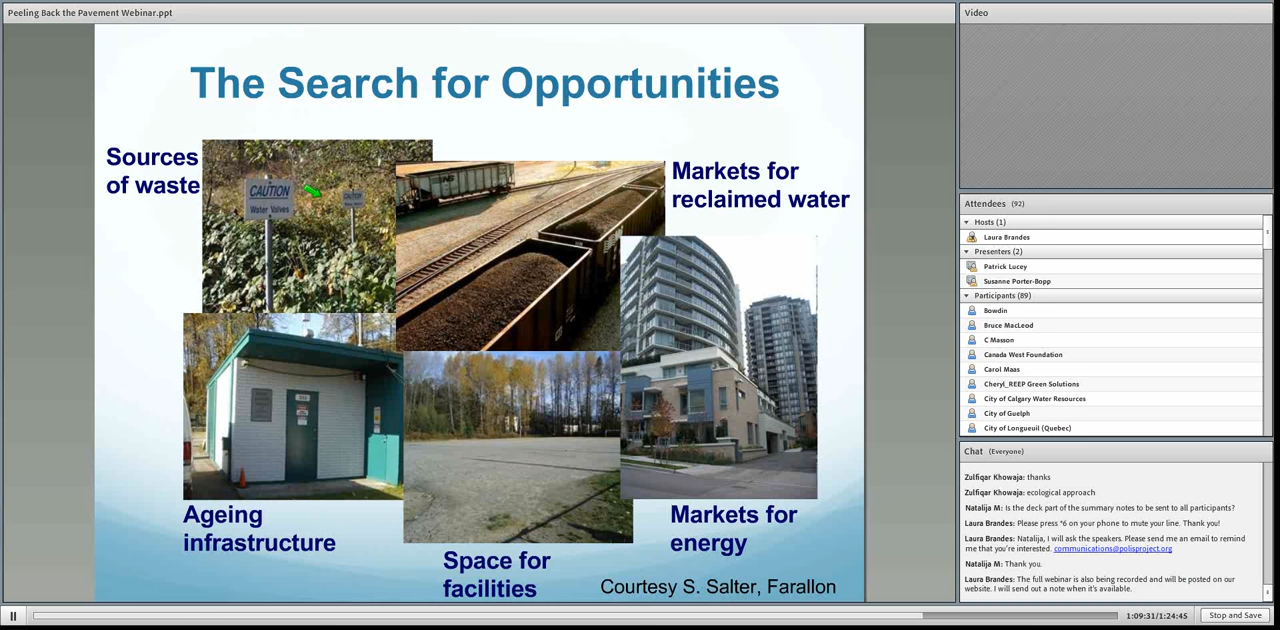 Peeling Back the Pavement Webinar.ppt
The Search for Opportunities
Sources
of waste
CAUTION
Water Valves
CAUTION
Markets for
reclaimed water
Ageing
infrastructure
Space for
facilities
Markets for
energy
Courtesy S. Salter, Farallon
Video
Attendees (92)
Hosts (1)
Laura Brandes
Presenters (2)
Patrick Lucey
Susanne Porter-Bopp
Participants (89)
Bowdin
Bruce MacLeod
C Masson
Canada West Foundation
Carol Maas
Cheryl_REEP Green Solutions
City of Calgary Water Resources
City of Guelph
City of Longueuil (Quebec)
Chat (Everyone)
Zulfiqar Khowaja: thanks
Zulfiqar Khowaja: ecological approach
Natalija M: Is the deck part of the summary notes to be sent to all participants?
Laura Brandes: Please press *6 on your phone to mute your line. Thank you!
Laura Brandes: Natalija, I will ask the speakers. Please send me an email to remind
me that you're interested. communications@polisproject.org
Natalija M: Thank you.
Laura Brandes: The full webinar is also being recorded and will be posted on our
website. I will send out a note when it's available.
1:09:31/1:24:45
Stop and Save